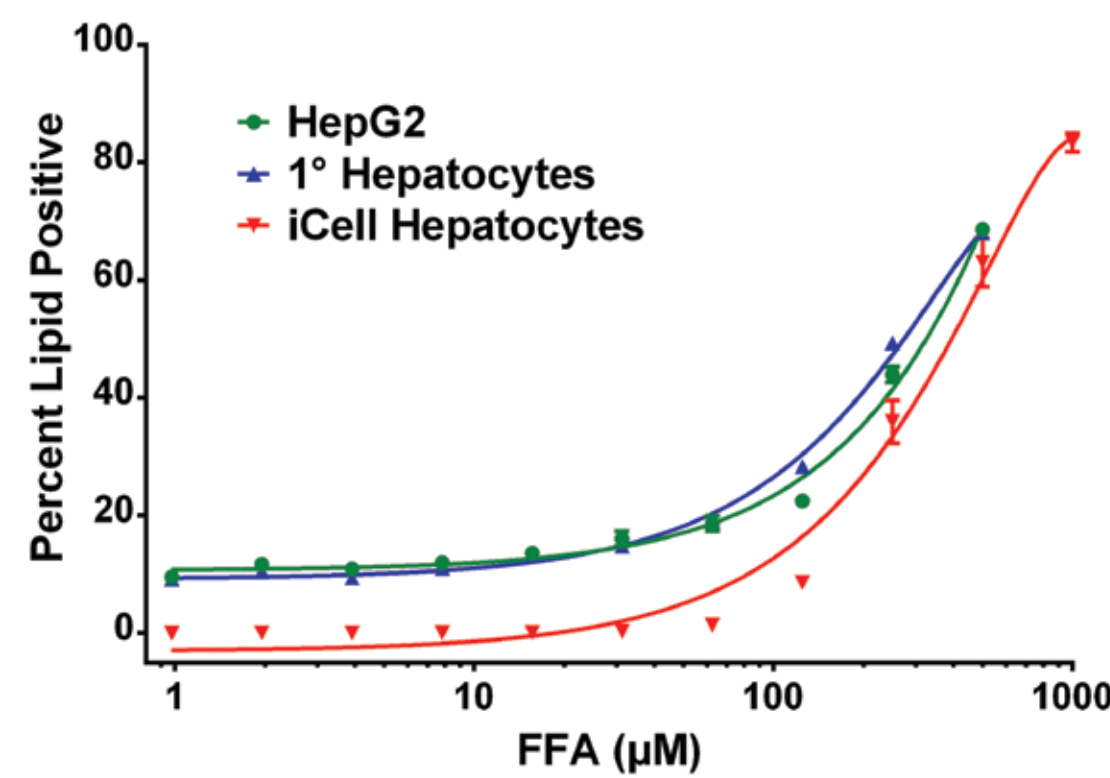 100
80
60
40
20
0
Percent Lipid Positive
HepG2
1° Hepatocytes
iCell Hepatocytes
1 10 100 1000
FFA (µM)